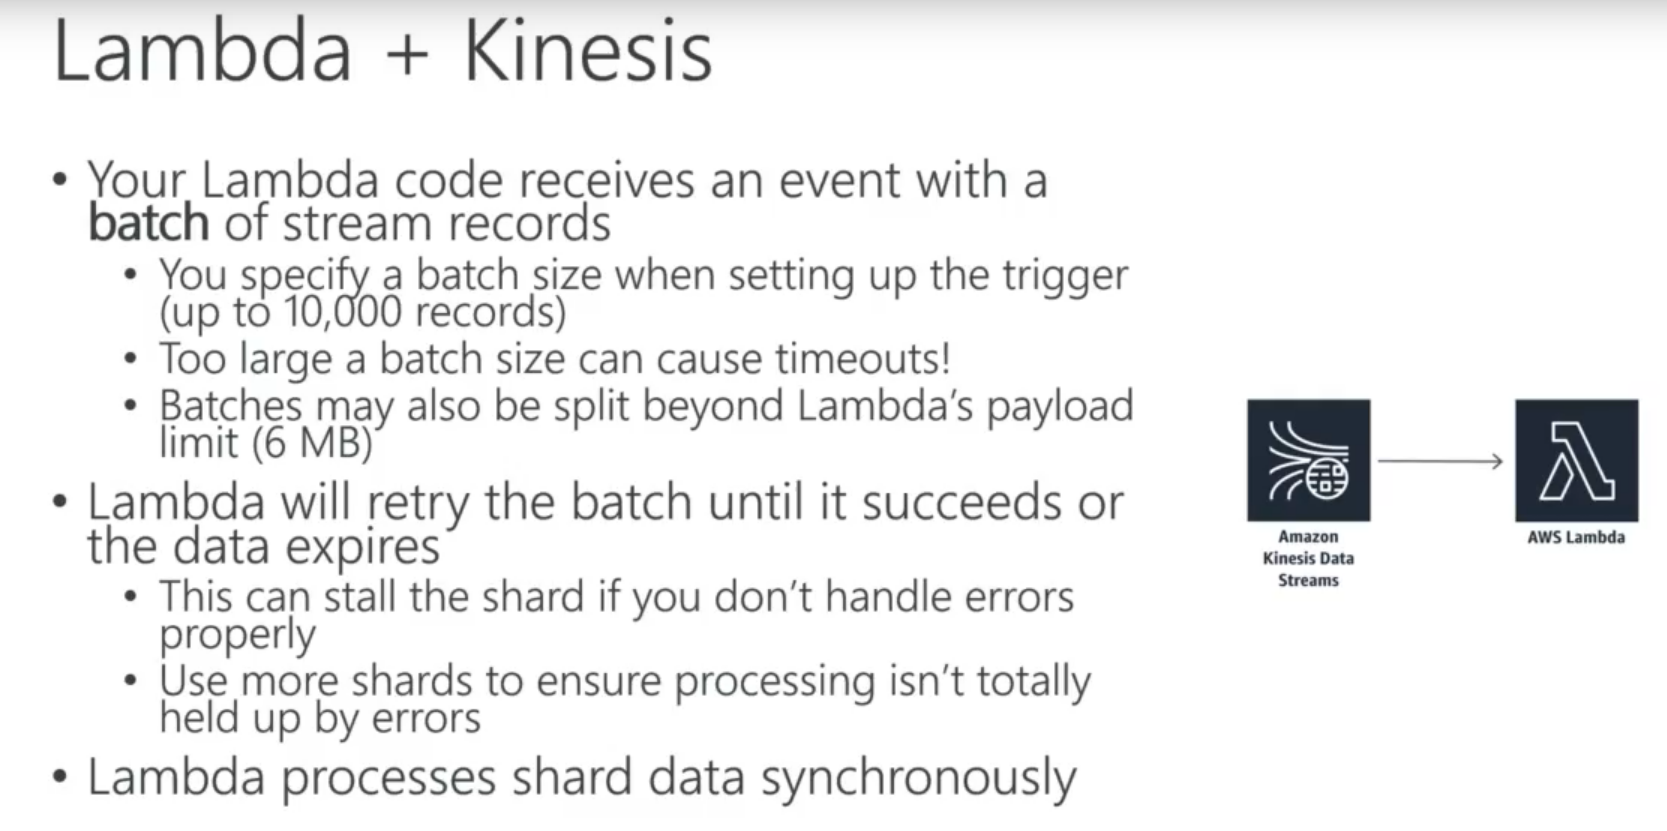 Lambda + Kinesis
• Your Lambda code receives an event with a
batch of stream records
• You specify a batch size when setting up the trigger
(up to 10,000 records)
• Too large a batch size can cause timeouts!
• Batches may also be split beyond Lambda's payload
limit (6 MB)
• Lambda will retry the batch until it succeeds or
the data expires
• This can stall the shard if you don't handle errors
properly
• Use more shards to ensure processing isn't totally
held up by errors
• Lambda processes shard data synchronously
Amazon
Kinesis Data
Streams
AWS Lambda